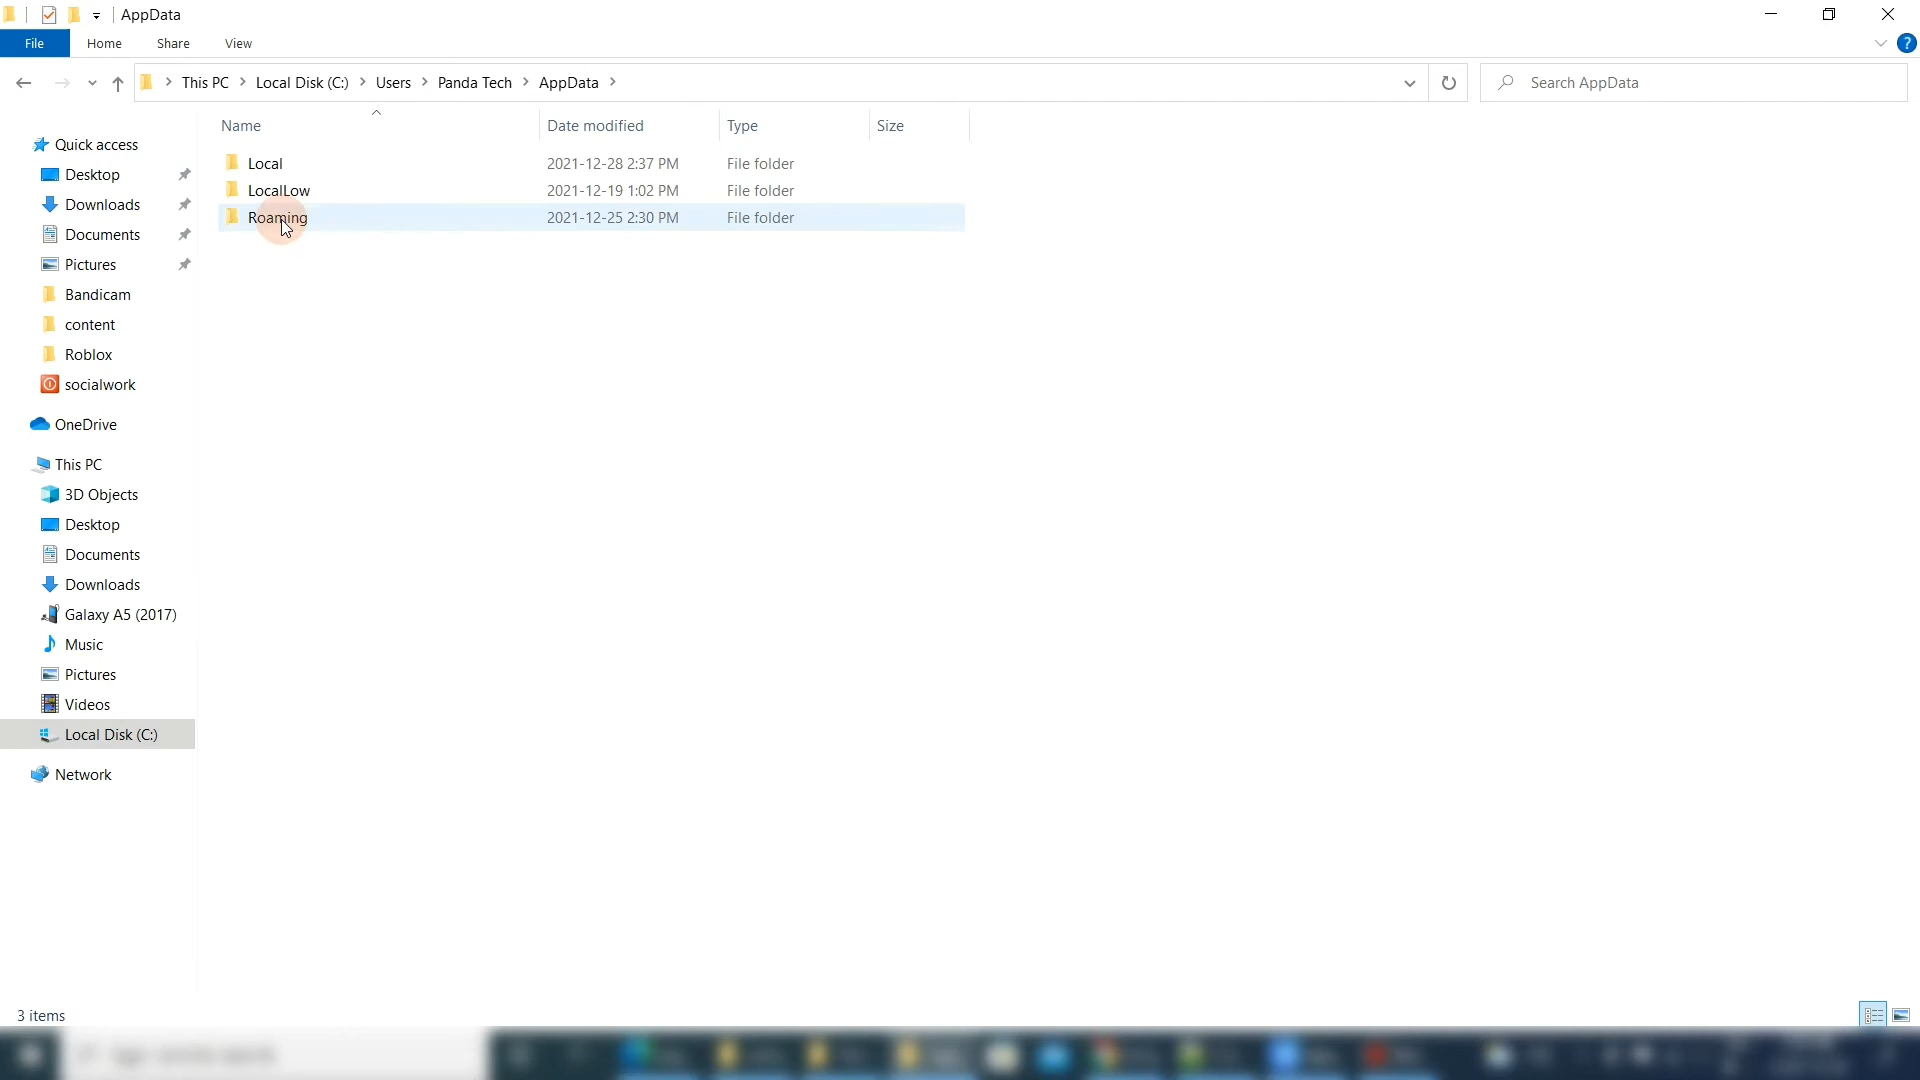 AppData
File Home Share View
This PC Local Disk (C:) Users Panda Tech AppData
Search AppData
Name Date modified Type Size
Local 2021-12-28 2:37 PM File folder
LocalLow 2021-12-19 1:02 PM File folder
Roaming 2021-12-25 2:30 PM File folder
Quick access
Desktop
Downloads
Documents
Pictures
Bandicam
content
Roblox
socialwork
OneDrive
This PC
3D Objects
Desktop
Documents
Downloads
Galaxy A5 (2017)
Music
Pictures
Videos
Local Disk (C:)
Network
3 items